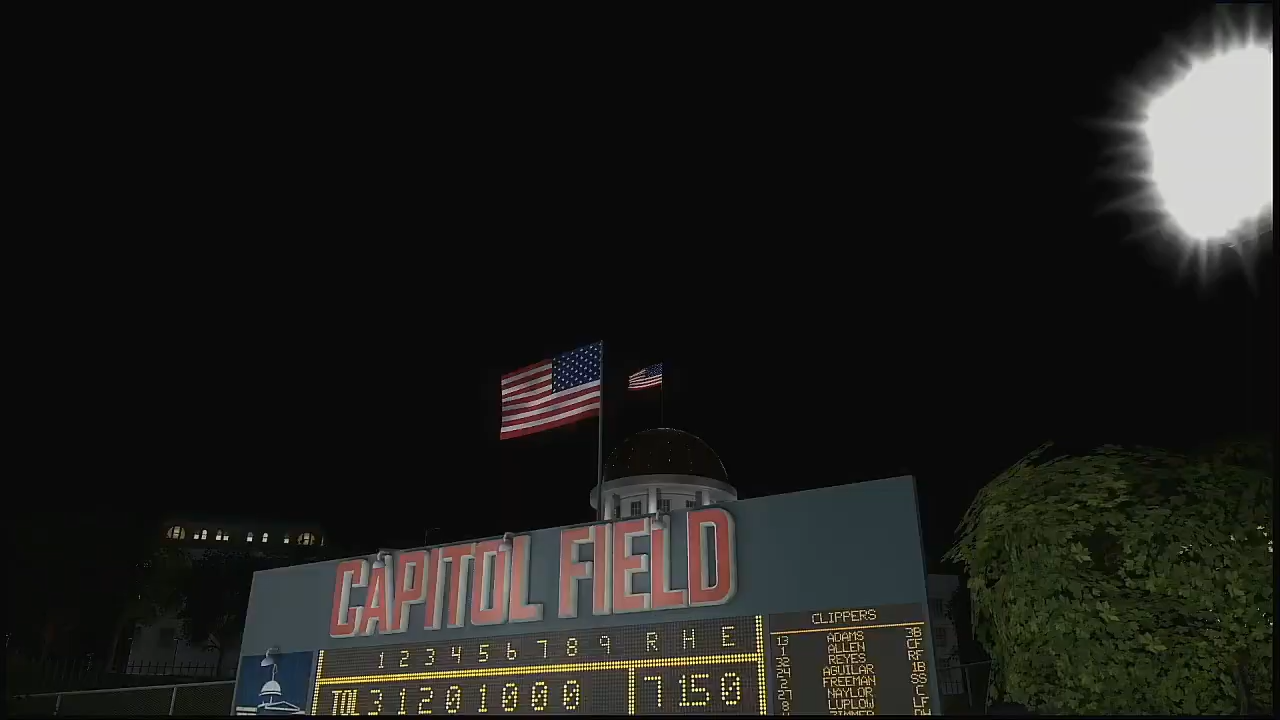 CAPITOL FIELD
1 2 3 4 5 6 7 8 9 R H E
TOL 3 1 2 0 1 0 0 0 7 15 0
CLIPPERS
13 ADAMS 3B
1 ALLEN CF
32 REYES RF
24 AGUILAR 1B
2 FREEMAN SS
27 NAYLOR C
8 LUPLOW LF
ZIMMER DH